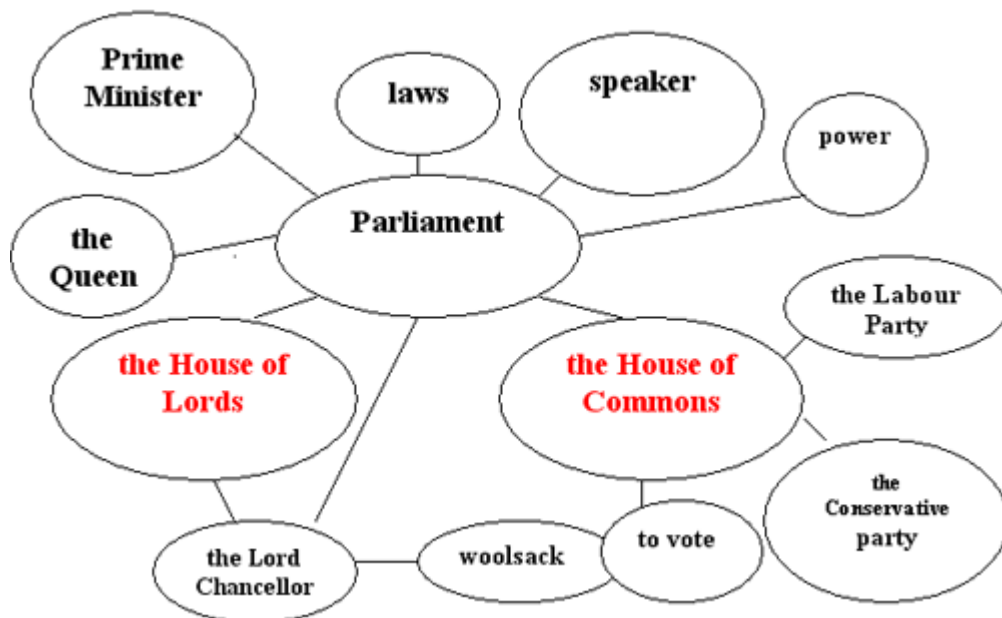 Prime
Minister
laws
speaker
power
the
Queen
Parliament
the Labour
Party
the House of
Lords
the House of
Commons
the
Conservative
party
the Lord
Chancellor
woolsack
to vote